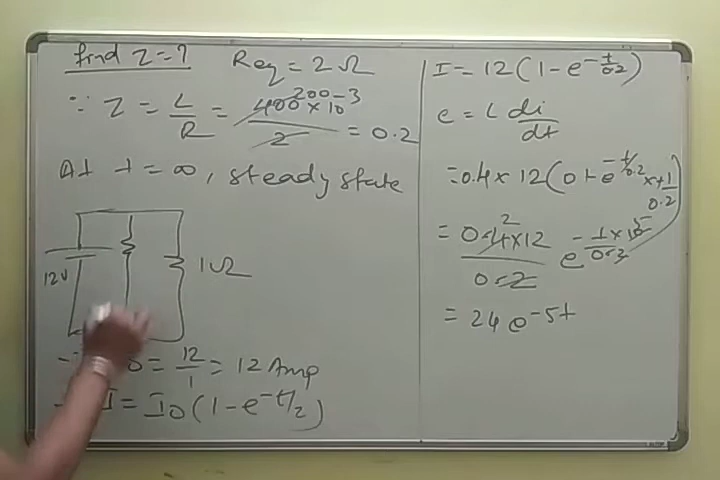 find Z = ?
Req = 2 Ω
∵ Z = L/R = 400 200 × 10⁻³ / 2 = 0.2
At t = ∞, steady state
12V
1Ω
0 = 12/1 = 12 Amp
I = I0 (1 - e^-t/2)
I = 12 (1 - e^-t/0.2)
e = L di/dt
= 0.4 × 12 (0 + e^-t/0.2 × +1/0.2)
= 0.4 2 × 12 / 0.2 e
= 24 e^-5t